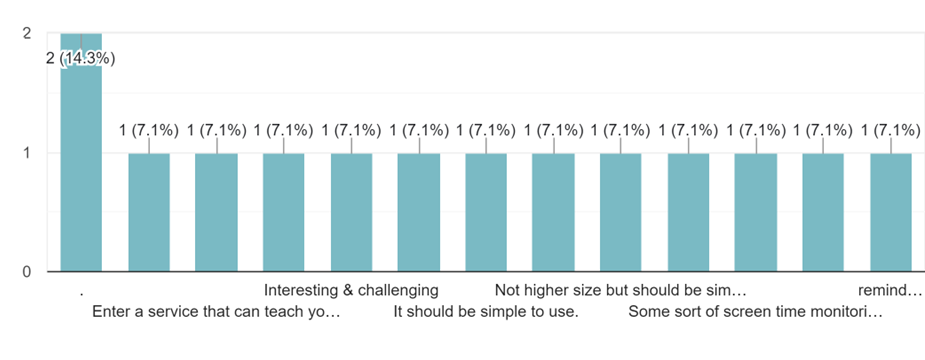 2
2 (14.3%)
1 (7.1%) 1 (7.1%) 1 (7.1%) 1 (7.1%) 1 (7.1%) 1 (7.1%) 1 (7.1%) 1 (7.1%) 1 (7.1%) 1 (7.1%) 1 (7.1%) 1 (7.1%)
1
0
. Interesting & challenging Not higher size but should be sim… remind…
Enter a service that can teach yo… It should be simple to use. Some sort of screen time monitori…